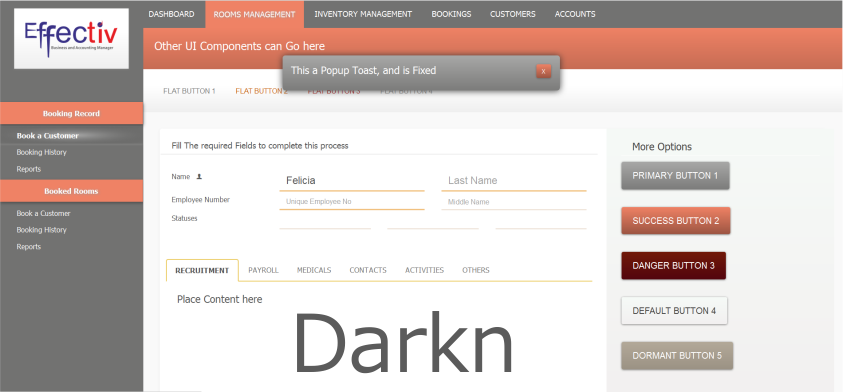 Effectiv
Business and Accounting Manager
DASHBOARD ROOMS MANAGEMENT INVENTORY MANAGEMENT BOOKINGS CUSTOMERS ACCOUNTS
Other UI Components can Go here
This a Popup Toast, and is Fixed x
FLAT BUTTON 1 FLAT BUTTON 2 FLAT BUTTON 3 FLAT BUTTON 4
Booking Record
Book a Customer
Booking History
Reports
Booked Rooms
Book a Customer
Booking History
Reports
Fill The required Fields to complete this process
Name Felicia Last Name
Employee Number Unique Employee No Middle Name
Statuses
RECRUITMENT PAYROLL MEDICALS CONTACTS ACTIVITIES OTHERS
Place Content here
Darkn
More Options
PRIMARY BUTTON 1
SUCCESS BUTTON 2
DANGER BUTTON 3
DEFAULT BUTTON 4
DORMANT BUTTON 5